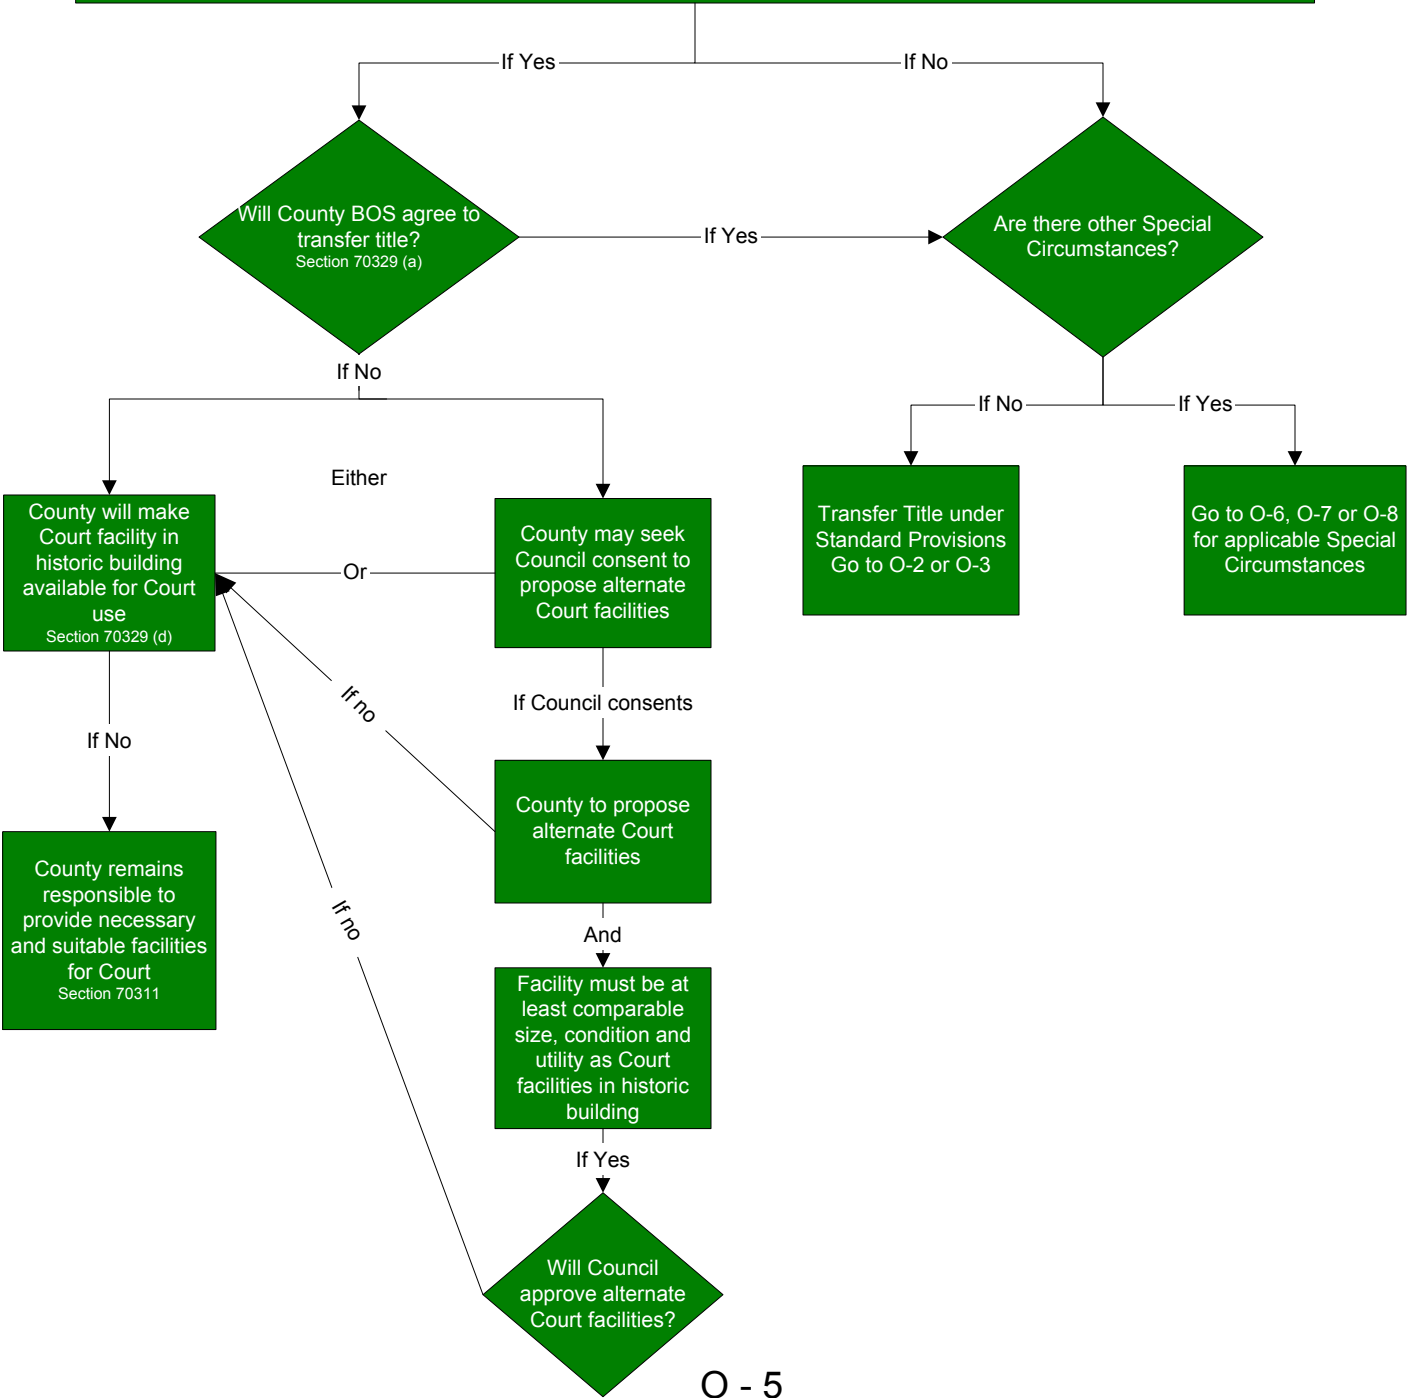 If Yes
If No
Will County BOS agree to
transfer title?
Section 70329 (a)
If Yes
Are there other Special
Circumstances?
If No
If No
If Yes
Either
County will make
Court facility in
historic building
available for Court
use
Section 70329 (d)
Or
County may seek
Council consent to
propose alternate
Court facilities
Transfer Title under
Standard Provisions
Go to O-2 or O-3
Go to O-6, O-7 or O-8
for applicable Special
Circumstances
If no
If Council consents
If No
County to propose
alternate Court
facilities
County remains
responsible to
provide necessary
and suitable facilities
for Court
Section 70311
If no
And
Facility must be at
least comparable
size, condition and
utility as Court
facilities in historic
building
If Yes
Will Council
approve alternate
Court facilities?
O - 5